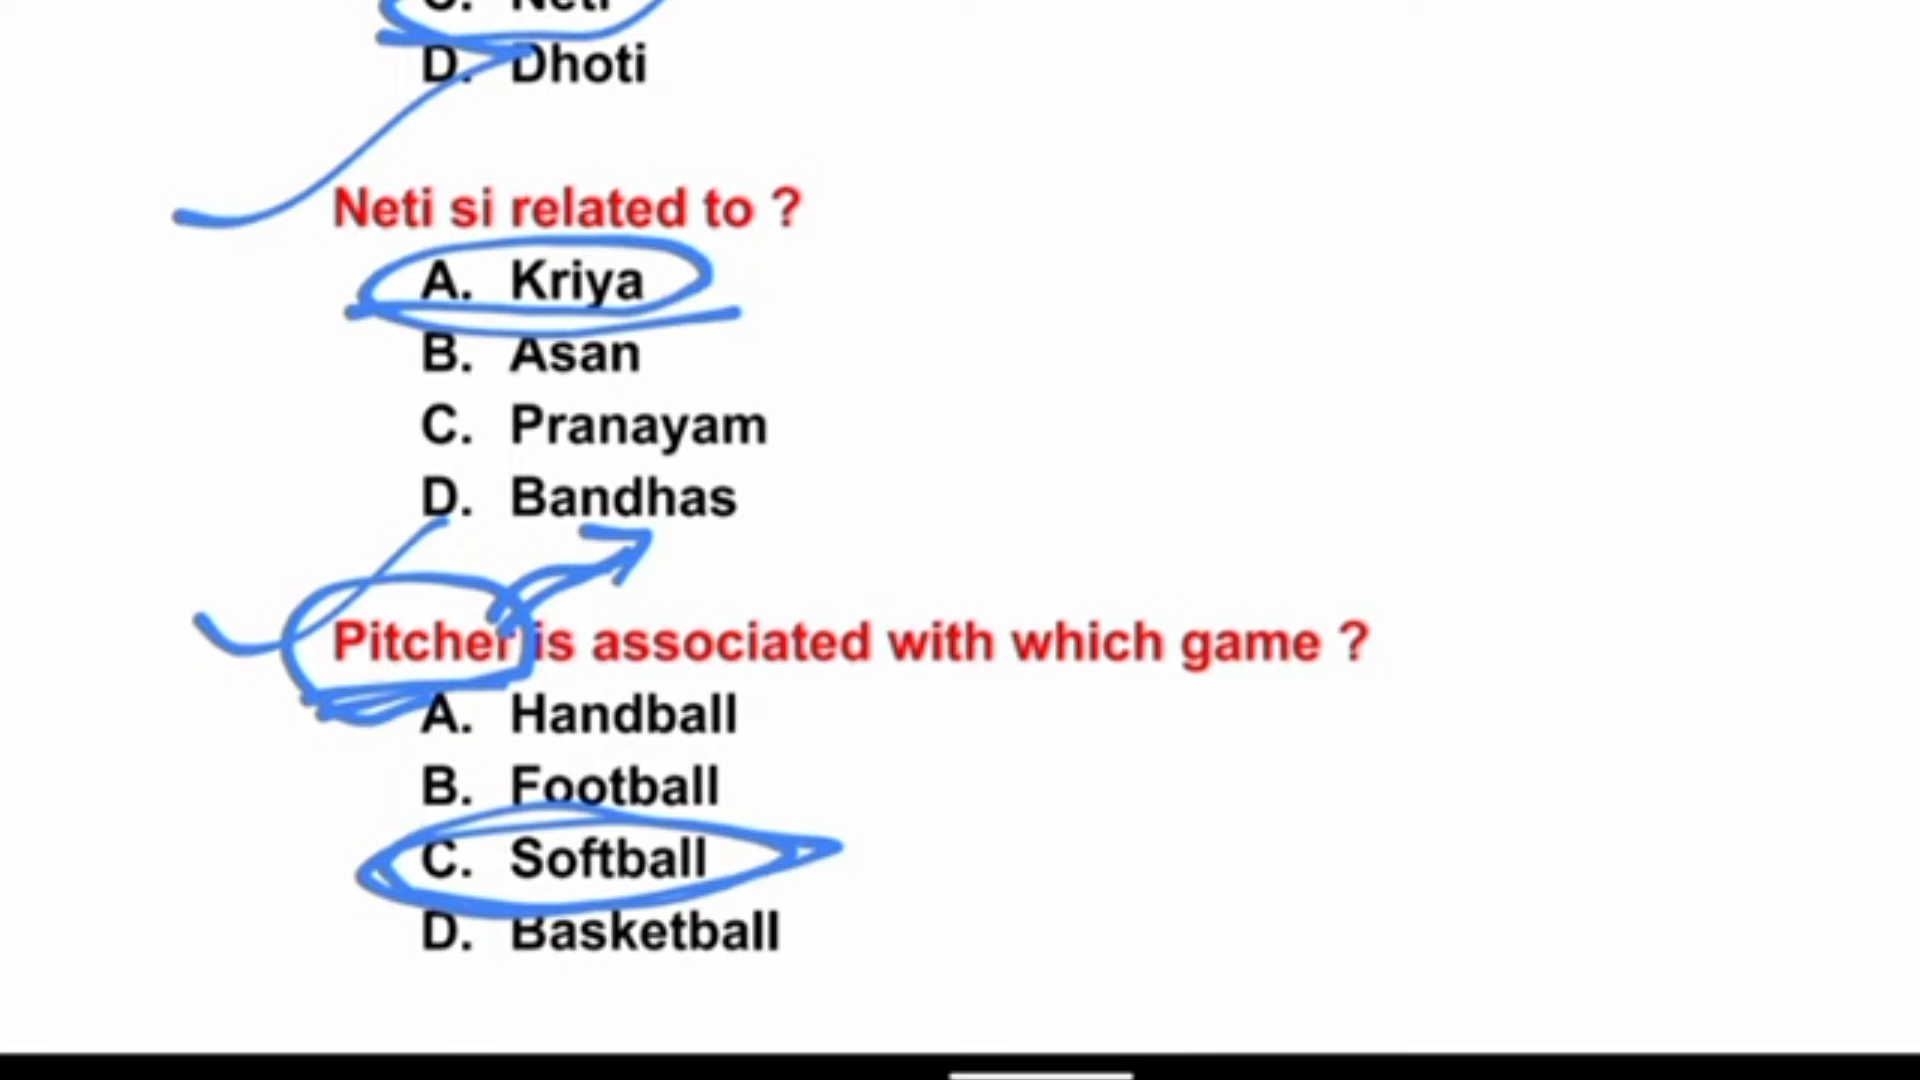 C. Neti
D. Dhoti
Neti si related to ?
A. Kriya
B. Asan
C. Pranayam
D. Bandhas
Pitcher is associated with which game ?
A. Handball
B. Football
C. Softball
D. Basketball